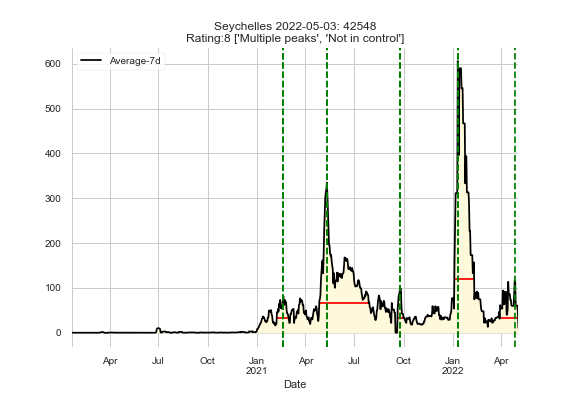 Seychelles 2022-05-03: 42548
Rating:8 ['Multiple peaks', 'Not in control']
Average-7d
600
500
400
300
200
100
0
Apr Jul Oct Jan Apr Jul Oct Jan Apr
2021 2022
Date